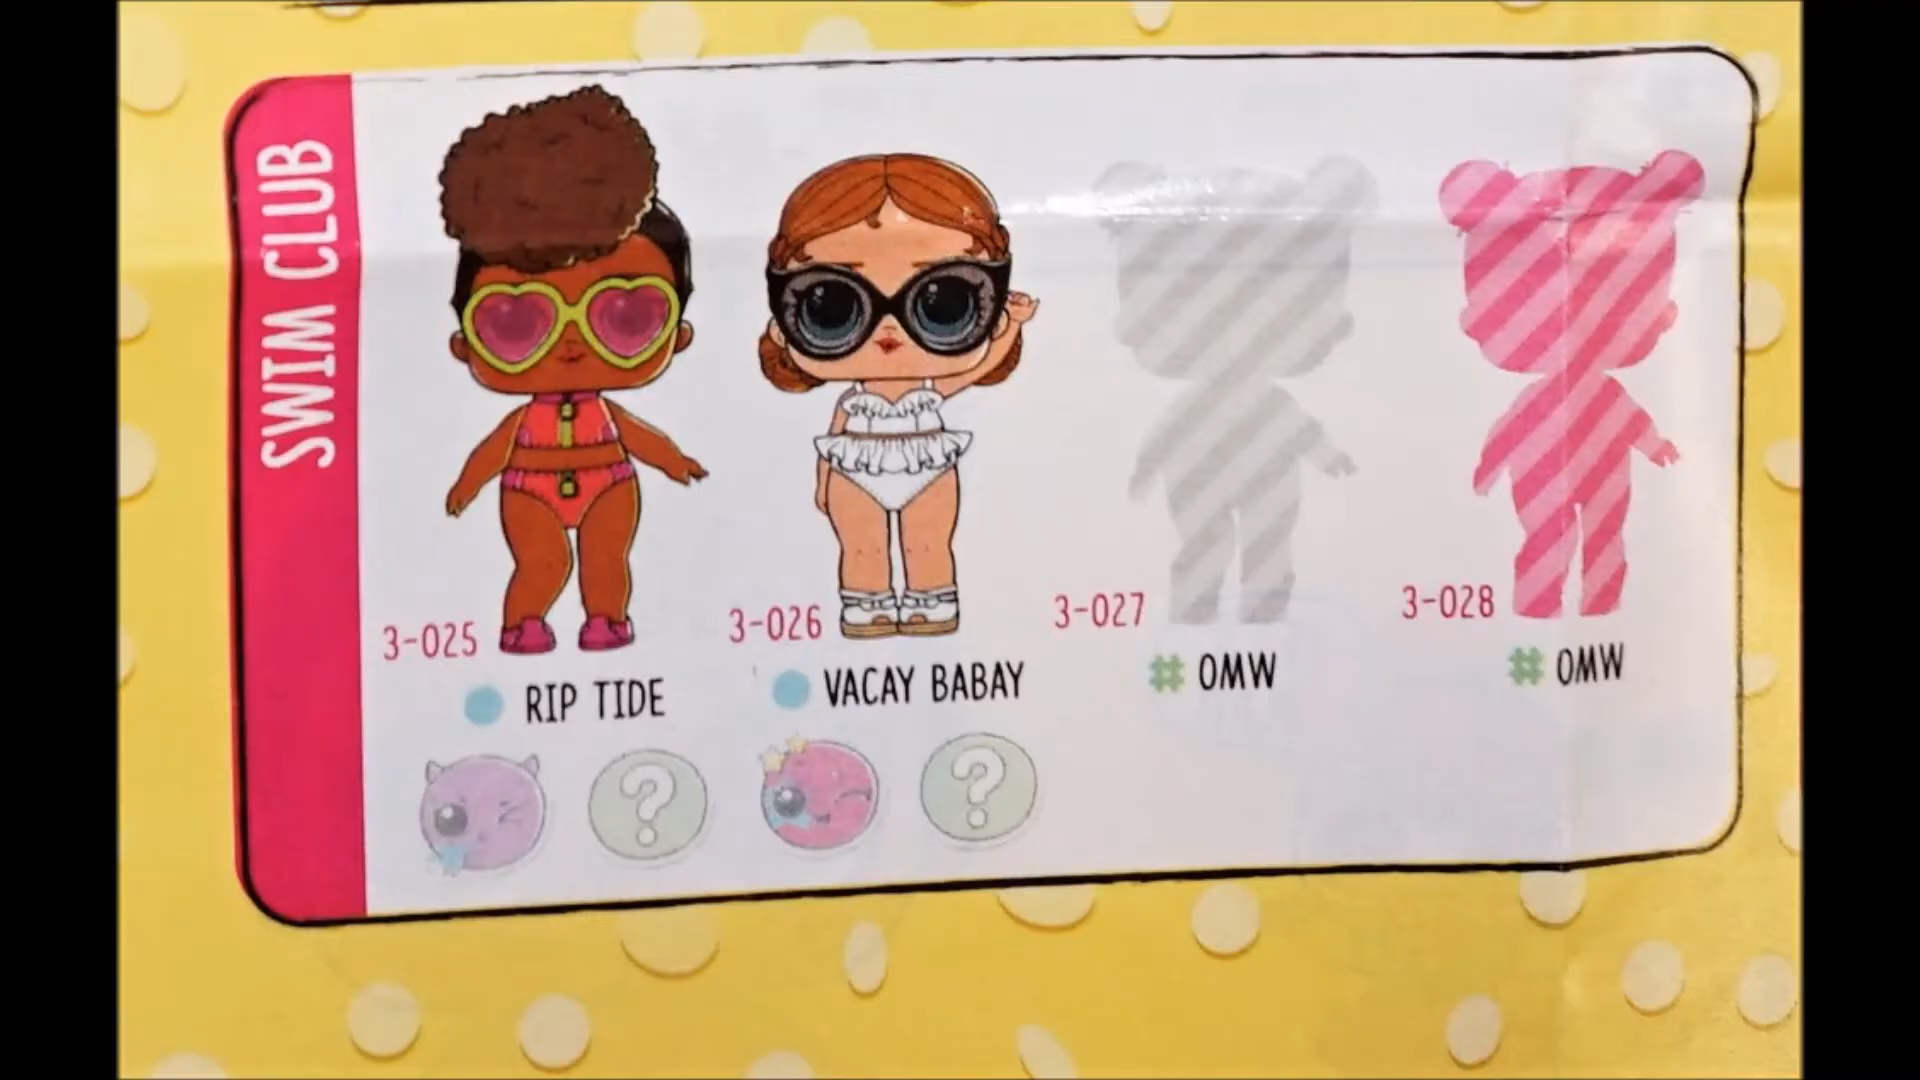 SWIM CLUB
3-025
RIP TIDE
3-026
VACAY BABAY
3-027
# OMW
3-028
# OMW
?
?